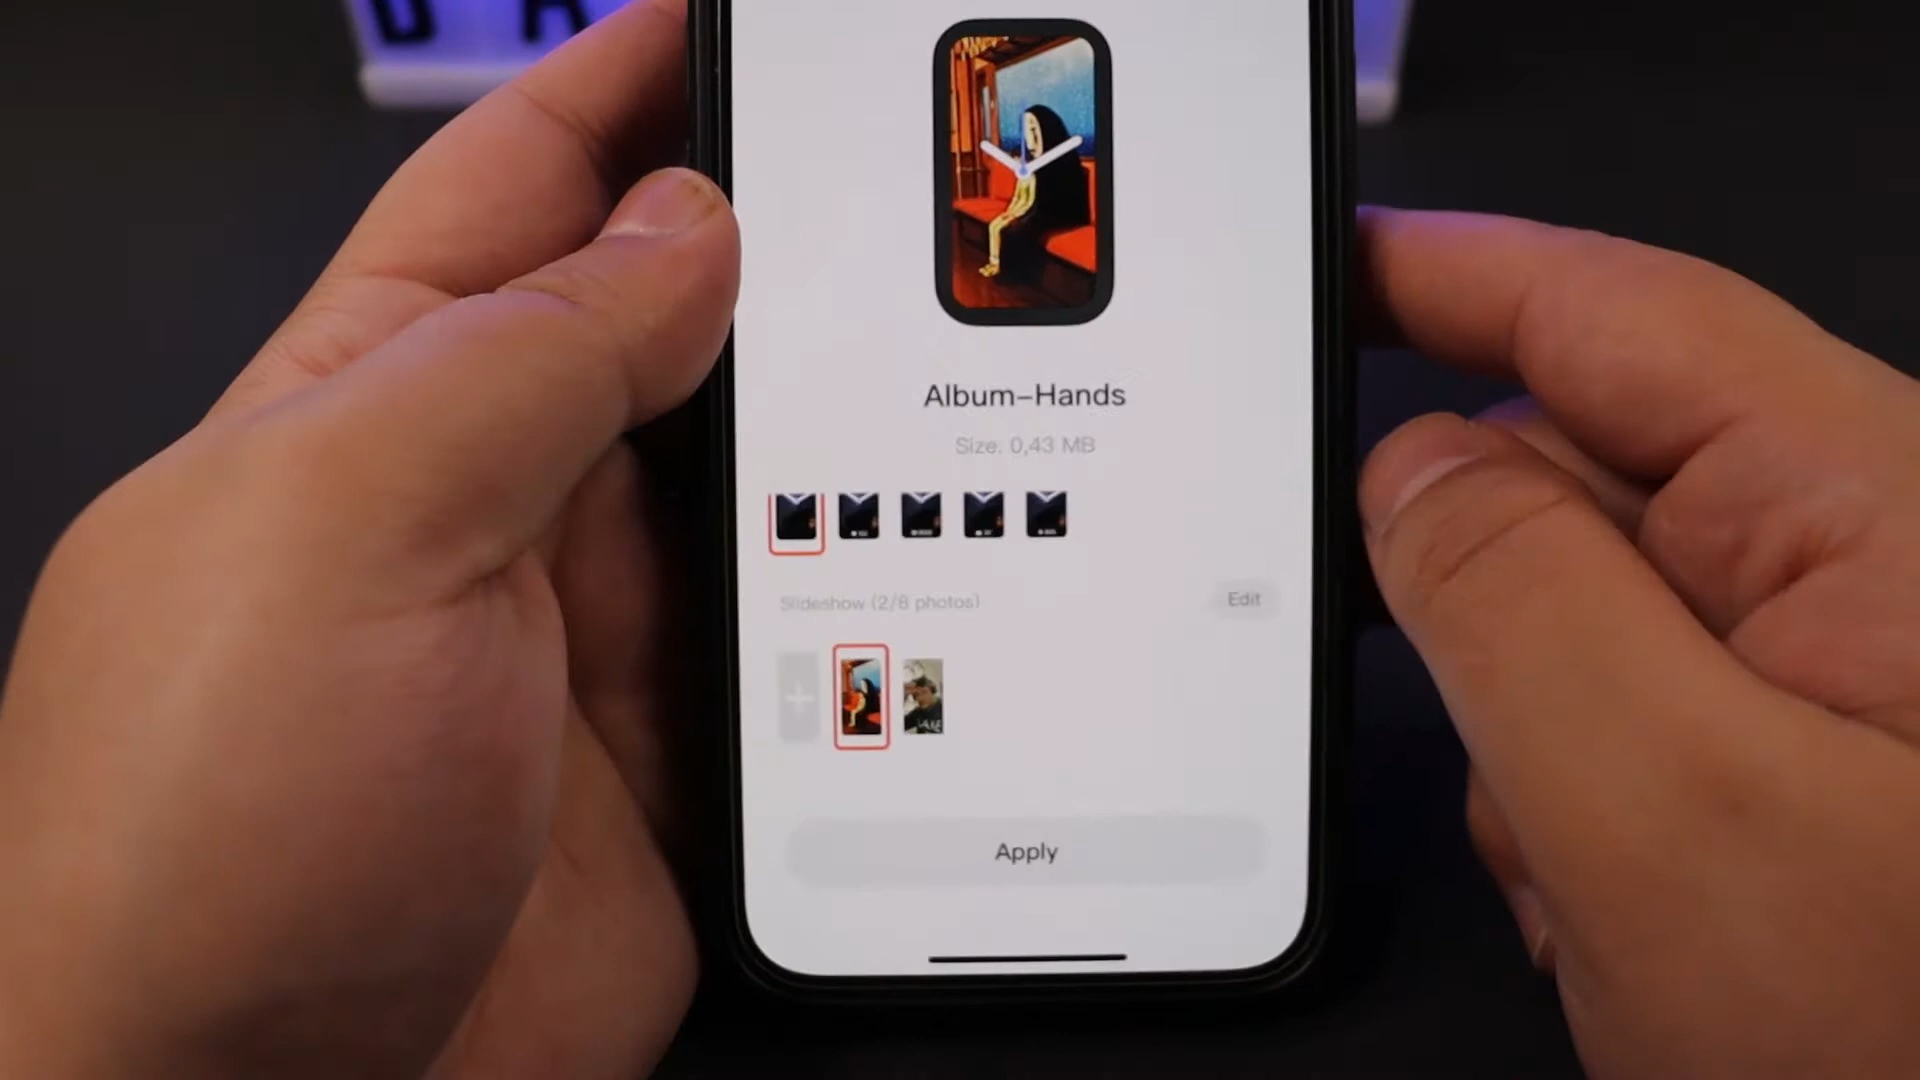 Album-Hands
Size. 0,43 MB
Slideshow (2/8 photos)
Edit
Apply